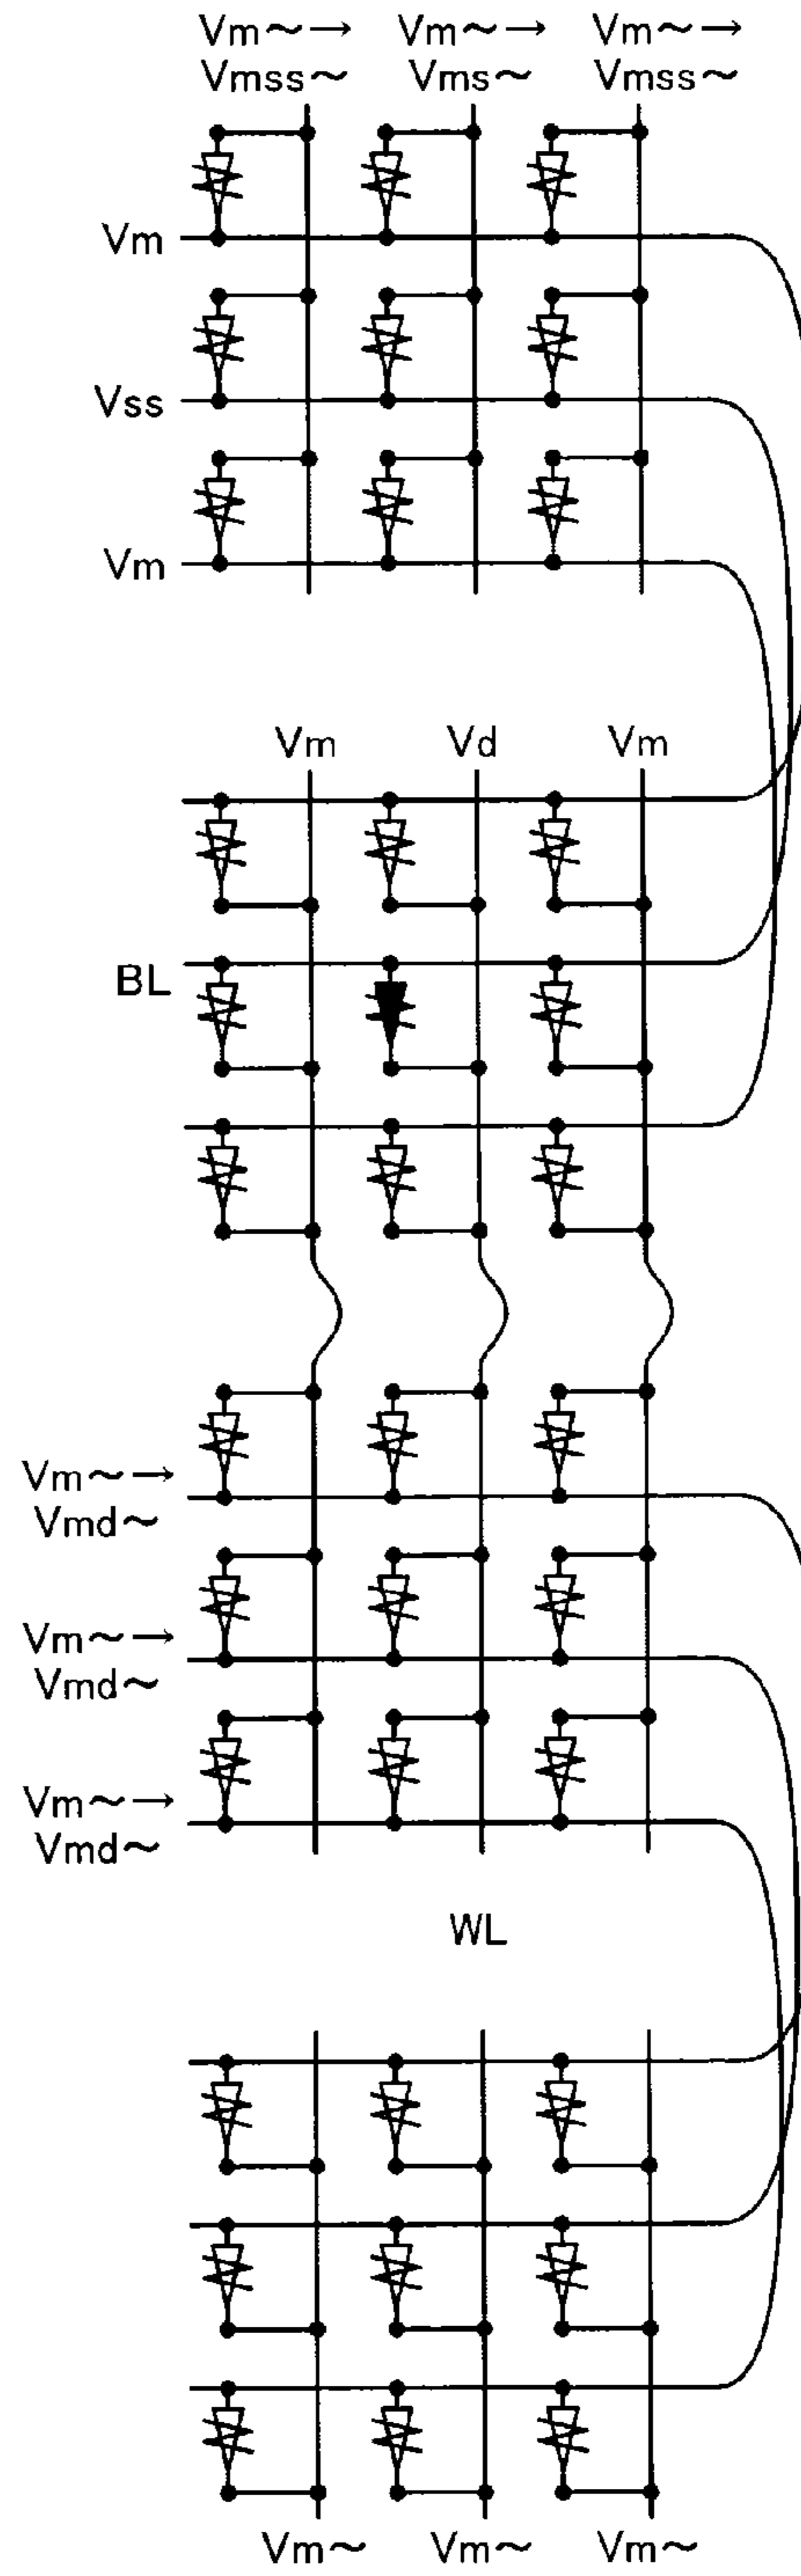 Vm～→ Vm～→ Vm～→
Vmss～ Vms～ Vmss～
Vm
Vss
Vm
Vm Vd Vm
BL
Vm～→
Vmd～
Vm～→
Vmd～
Vm～→
Vmd～
WL
Vm～ Vm～ Vm～